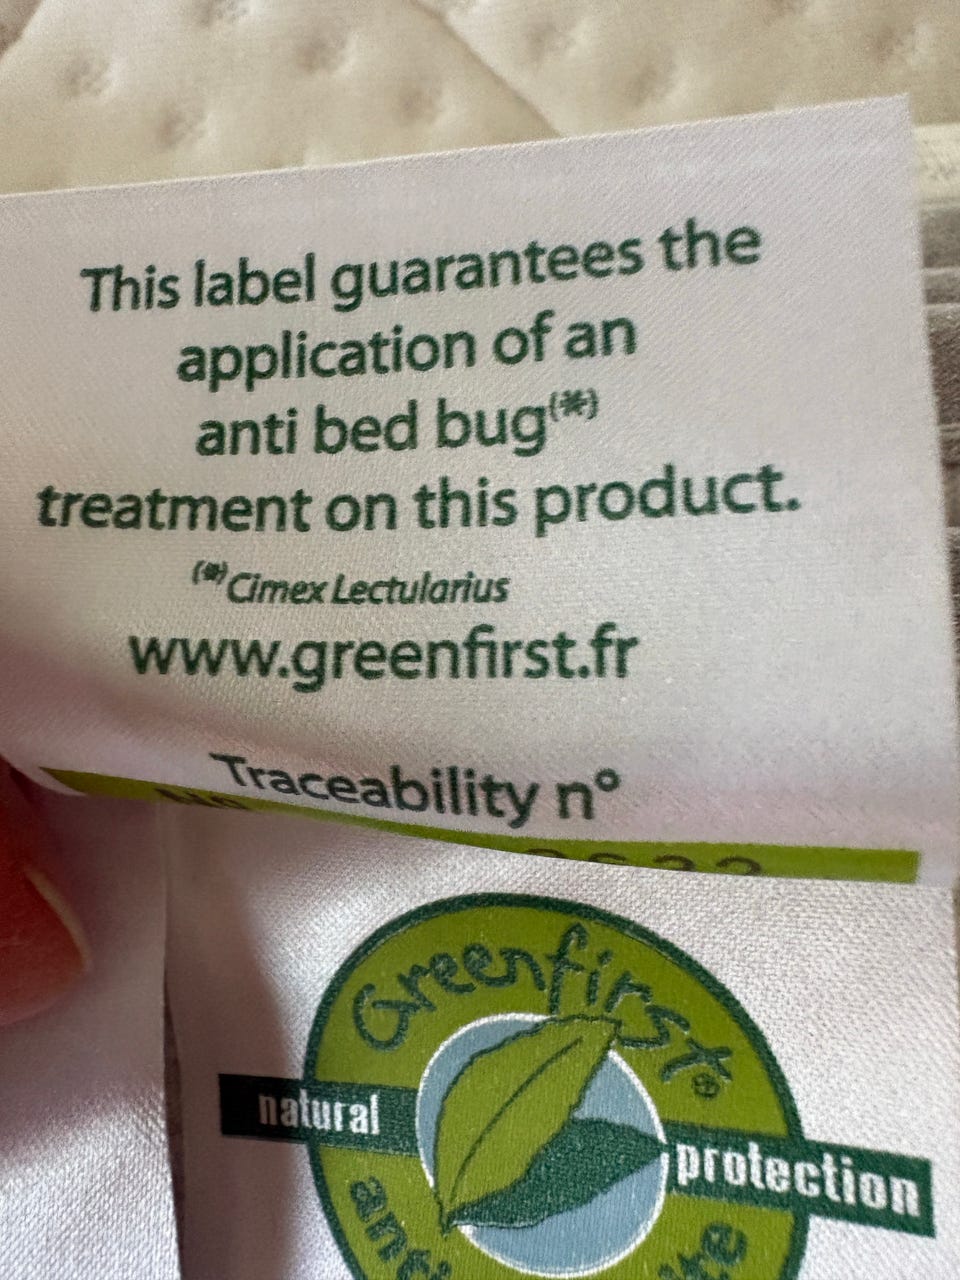 This label guarantees the
application of an
anti bed bug(*)
treatment on this product.
(*)Cimex Lectularius
www.greenfirst.fr
Traceability n°
Greenfirst®
natural
protection
anti